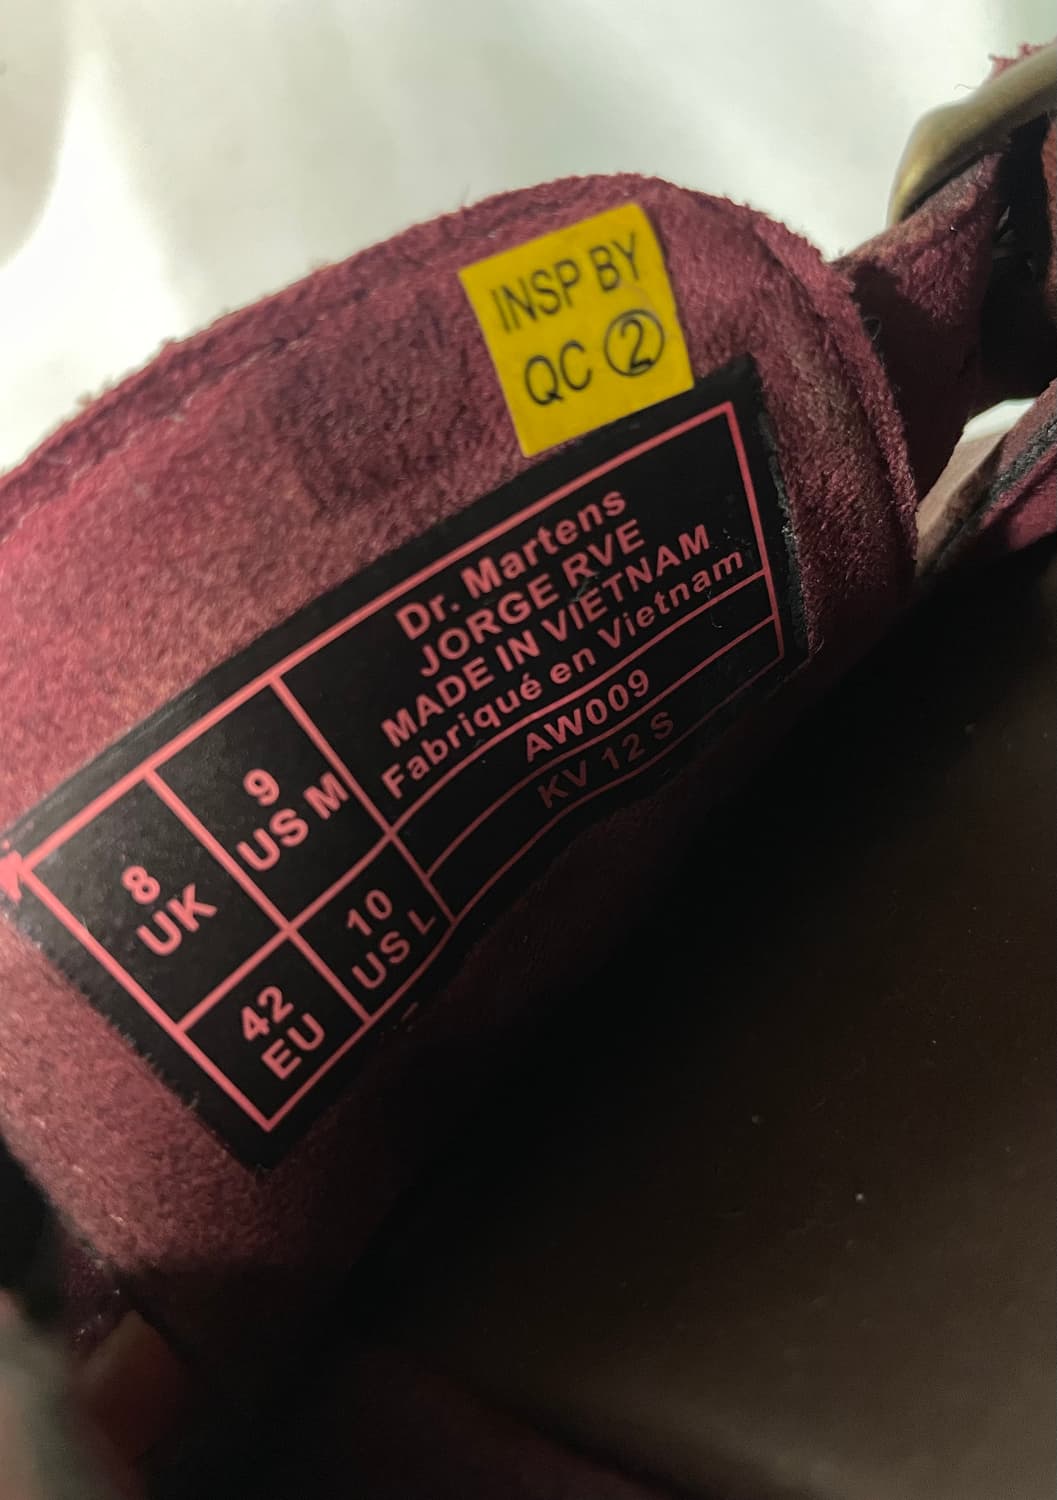 INSP BY
QC ②
Dr. Martens
JORGE RVE
MADE IN VIETNAM
Fabriqué en Vietnam
AW009
KV 12 S
8
UK
9
US M
42
EU
10
US L